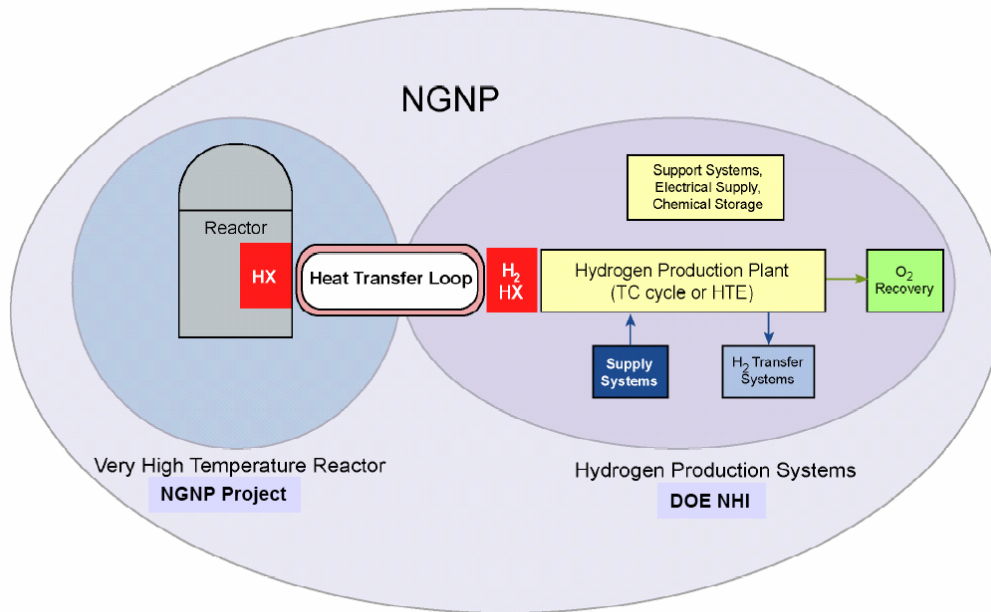 NGNP
Support Systems,
Electrical Supply,
Chemical Storage
Reactor
HX
Heat Transfer Loop
H2
HX
Hydrogen Production Plant
(TC cycle or HTE)
O2
Recovery
Supply
Systems
H2 Transfer
Systems
Very High Temperature Reactor
NGNP Project
Hydrogen Production Systems
DOE NHI